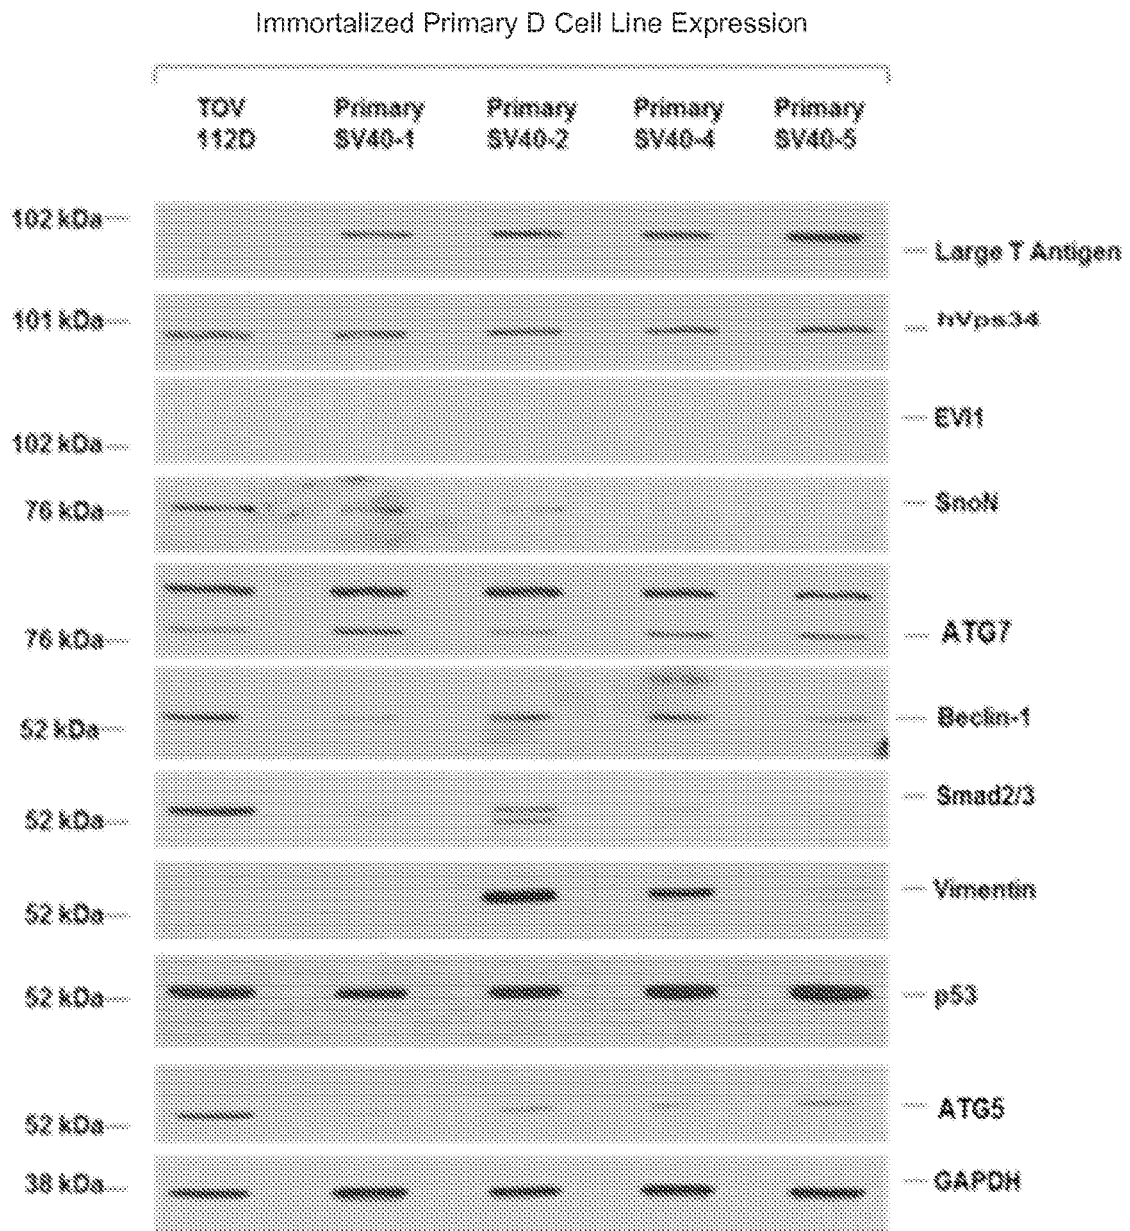 Immortalized Primary D Cell Line Expression
TOV 112D
Primary SV40-1
Primary SV40-2
Primary SV40-4
Primary SV40-5
102 kDa
Large T Antigen
101 kDa
hVps34
EVI1
102 kDa
76 kDa
SnoN
76 kDa
ATG7
52 kDa
Beclin-1
52 kDa
Smad2/3
52 kDa
Vimentin
52 kDa
p53
52 kDa
ATG5
38 kDa
GAPDH